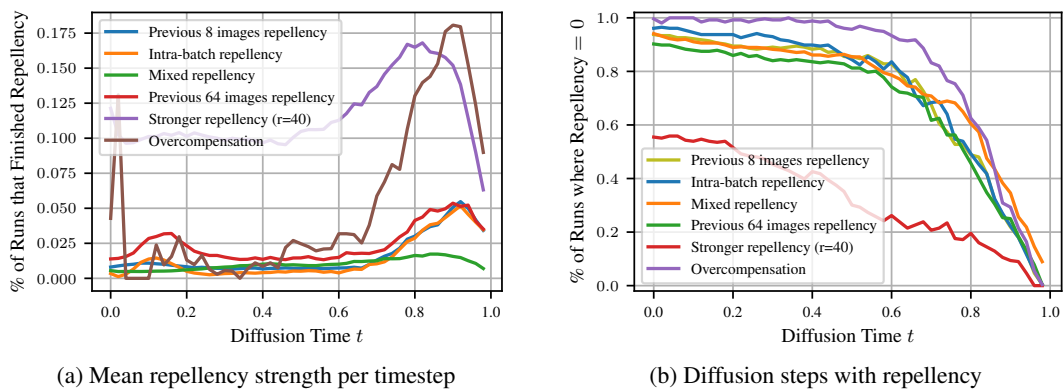 % of Runs that Finished Repellency
0.175
0.150
0.125
0.100
0.075
0.050
0.025
0.000
Previous 8 images repellency
Intra-batch repellency
Mixed repellency
Previous 64 images repellency
Stronger repellency (r=40)
Overcompensation
0.0 0.2 0.4 0.6 0.8 1.0
Diffusion Time t
(a) Mean repellency strength per timestep
% of Runs where Repellency = 0
1.0
0.8
0.6
0.4
0.2
0.0
Previous 8 images repellency
Intra-batch repellency
Mixed repellency
Previous 64 images repellency
Stronger repellency (r=40)
Overcompensation
0.0 0.2 0.4 0.6 0.8 1.0
Diffusion Time t
(b) Diffusion steps with repellency